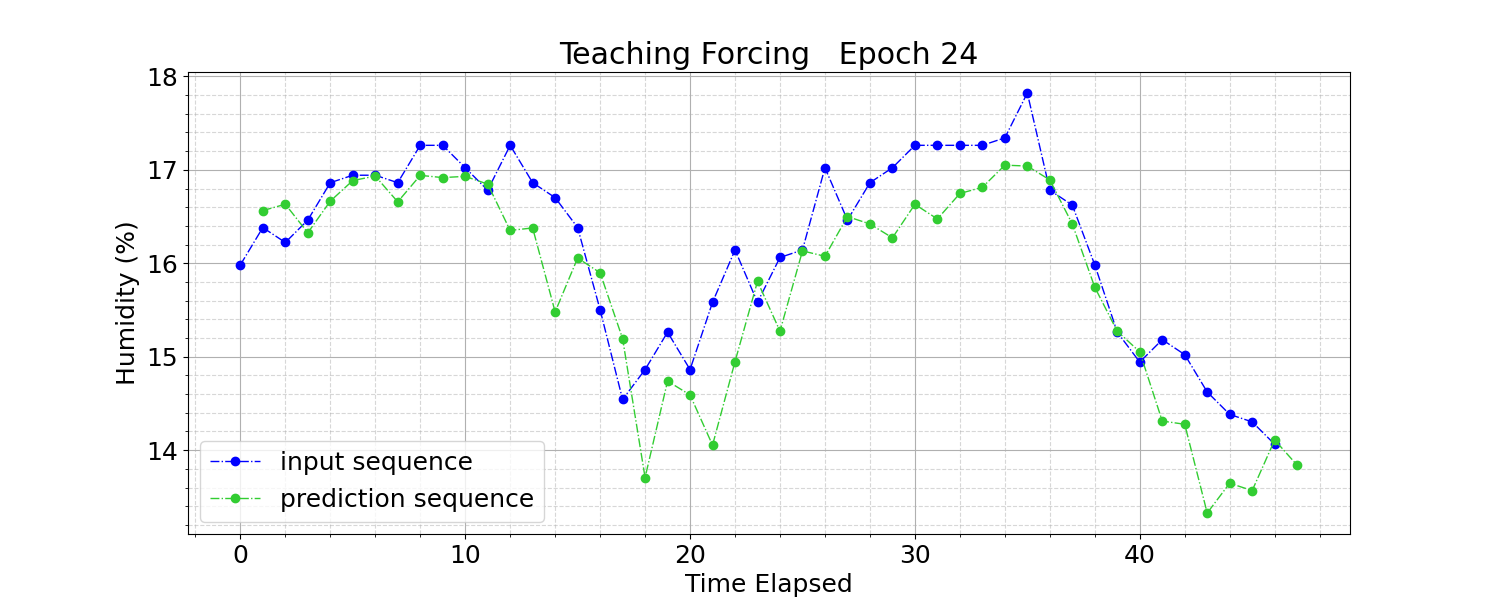 Teaching Forcing   Epoch 24
18
17
16
15
14
Humidity (%)
input sequence
prediction sequence
0 10 20 30 40
Time Elapsed